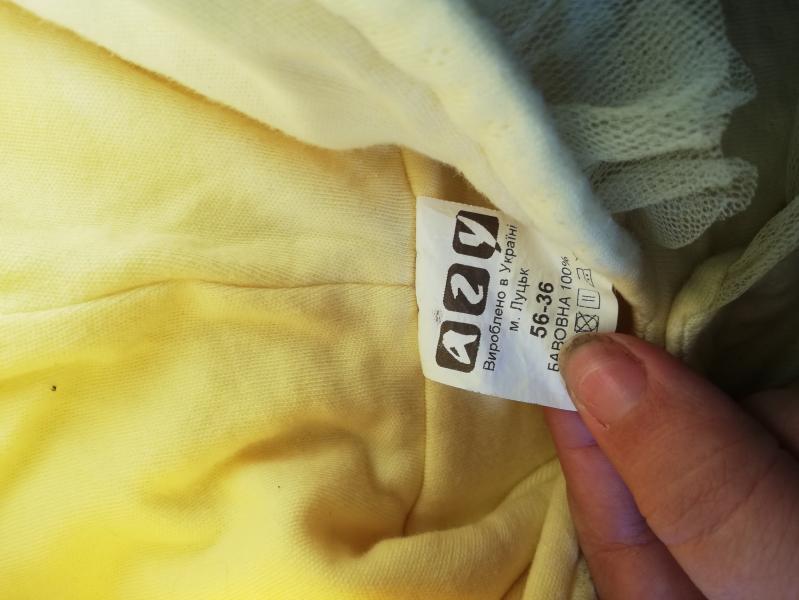 АГУ
Вироблено в Україні
м. Луцьк
56-36
БАВОВНА 100%